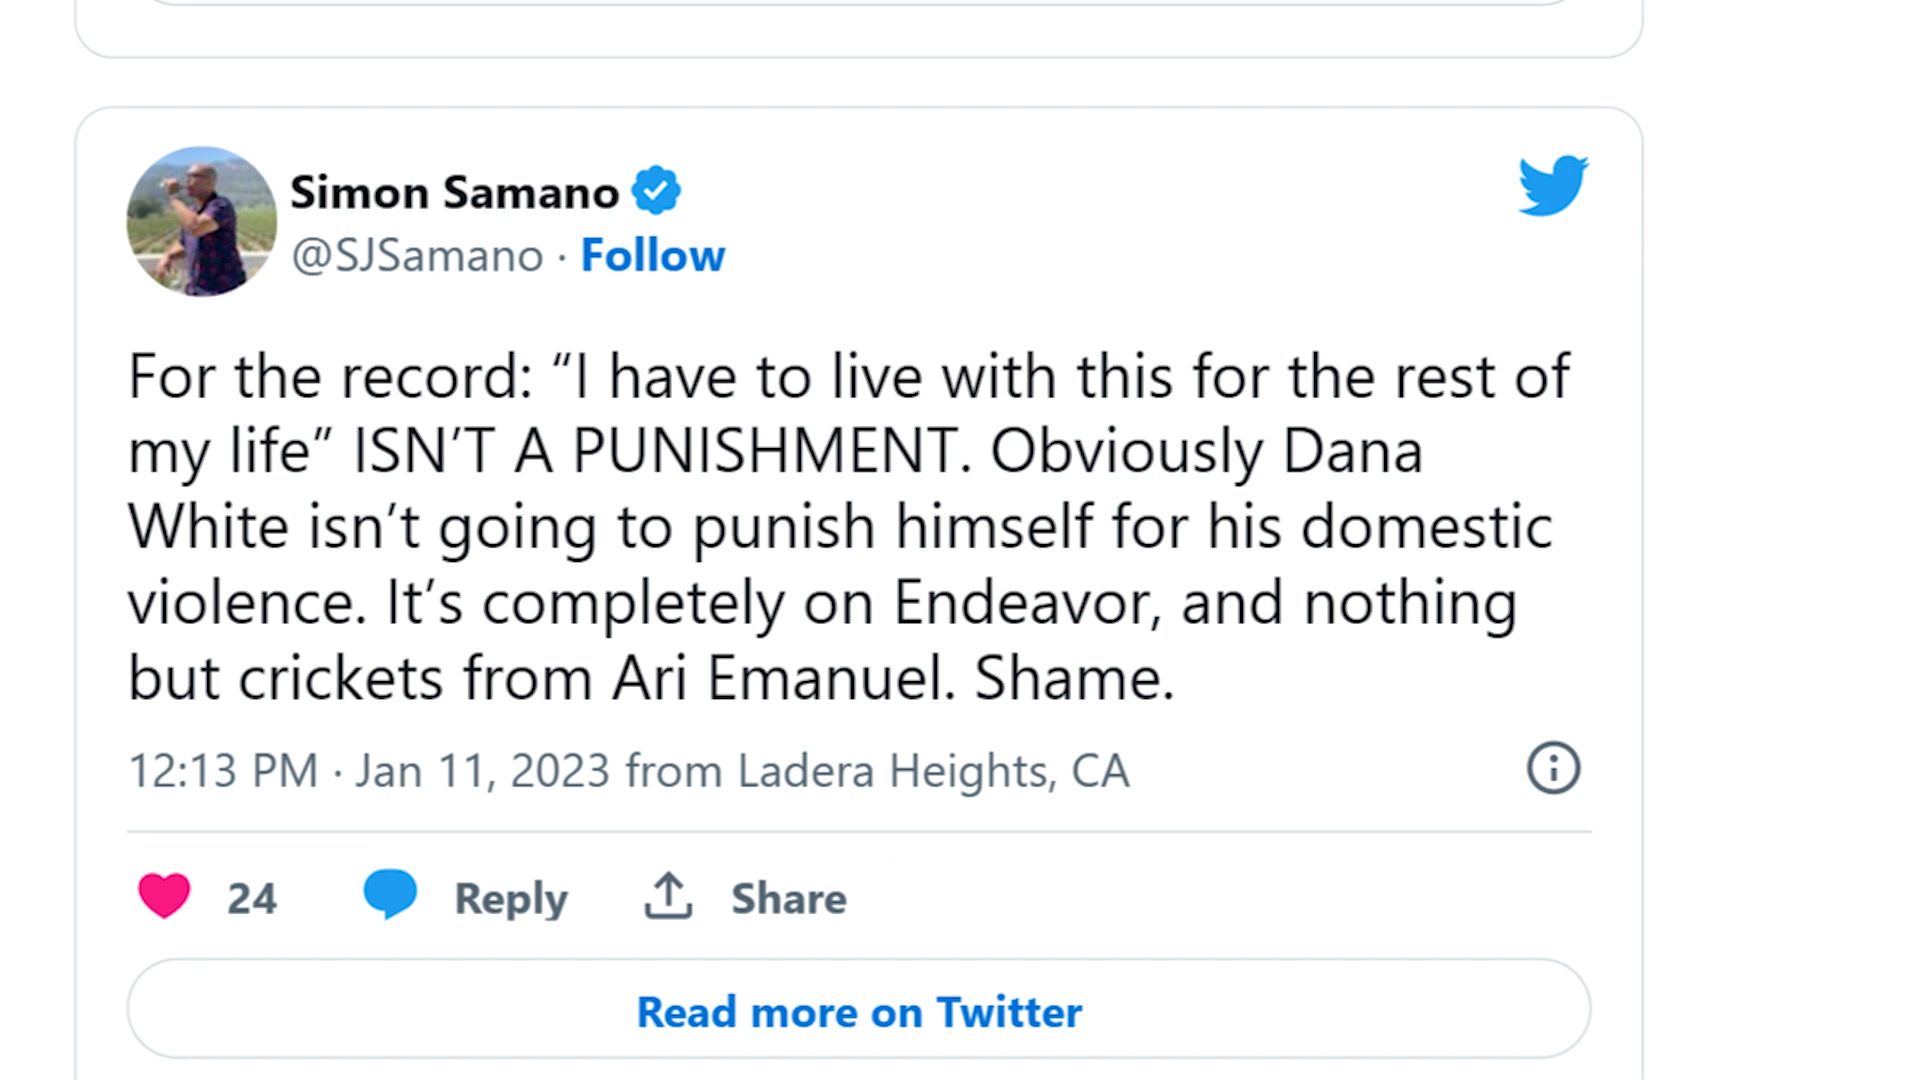 Simon Samano
@SJSamano · Follow
For the record: “I have to live with this for the rest of
my life” ISN’T A PUNISHMENT. Obviously Dana
White isn’t going to punish himself for his domestic
violence. It’s completely on Endeavor, and nothing
but crickets from Ari Emanuel. Shame.
12:13 PM · Jan 11, 2023 from Ladera Heights, CA
24 Reply Share
Read more on Twitter